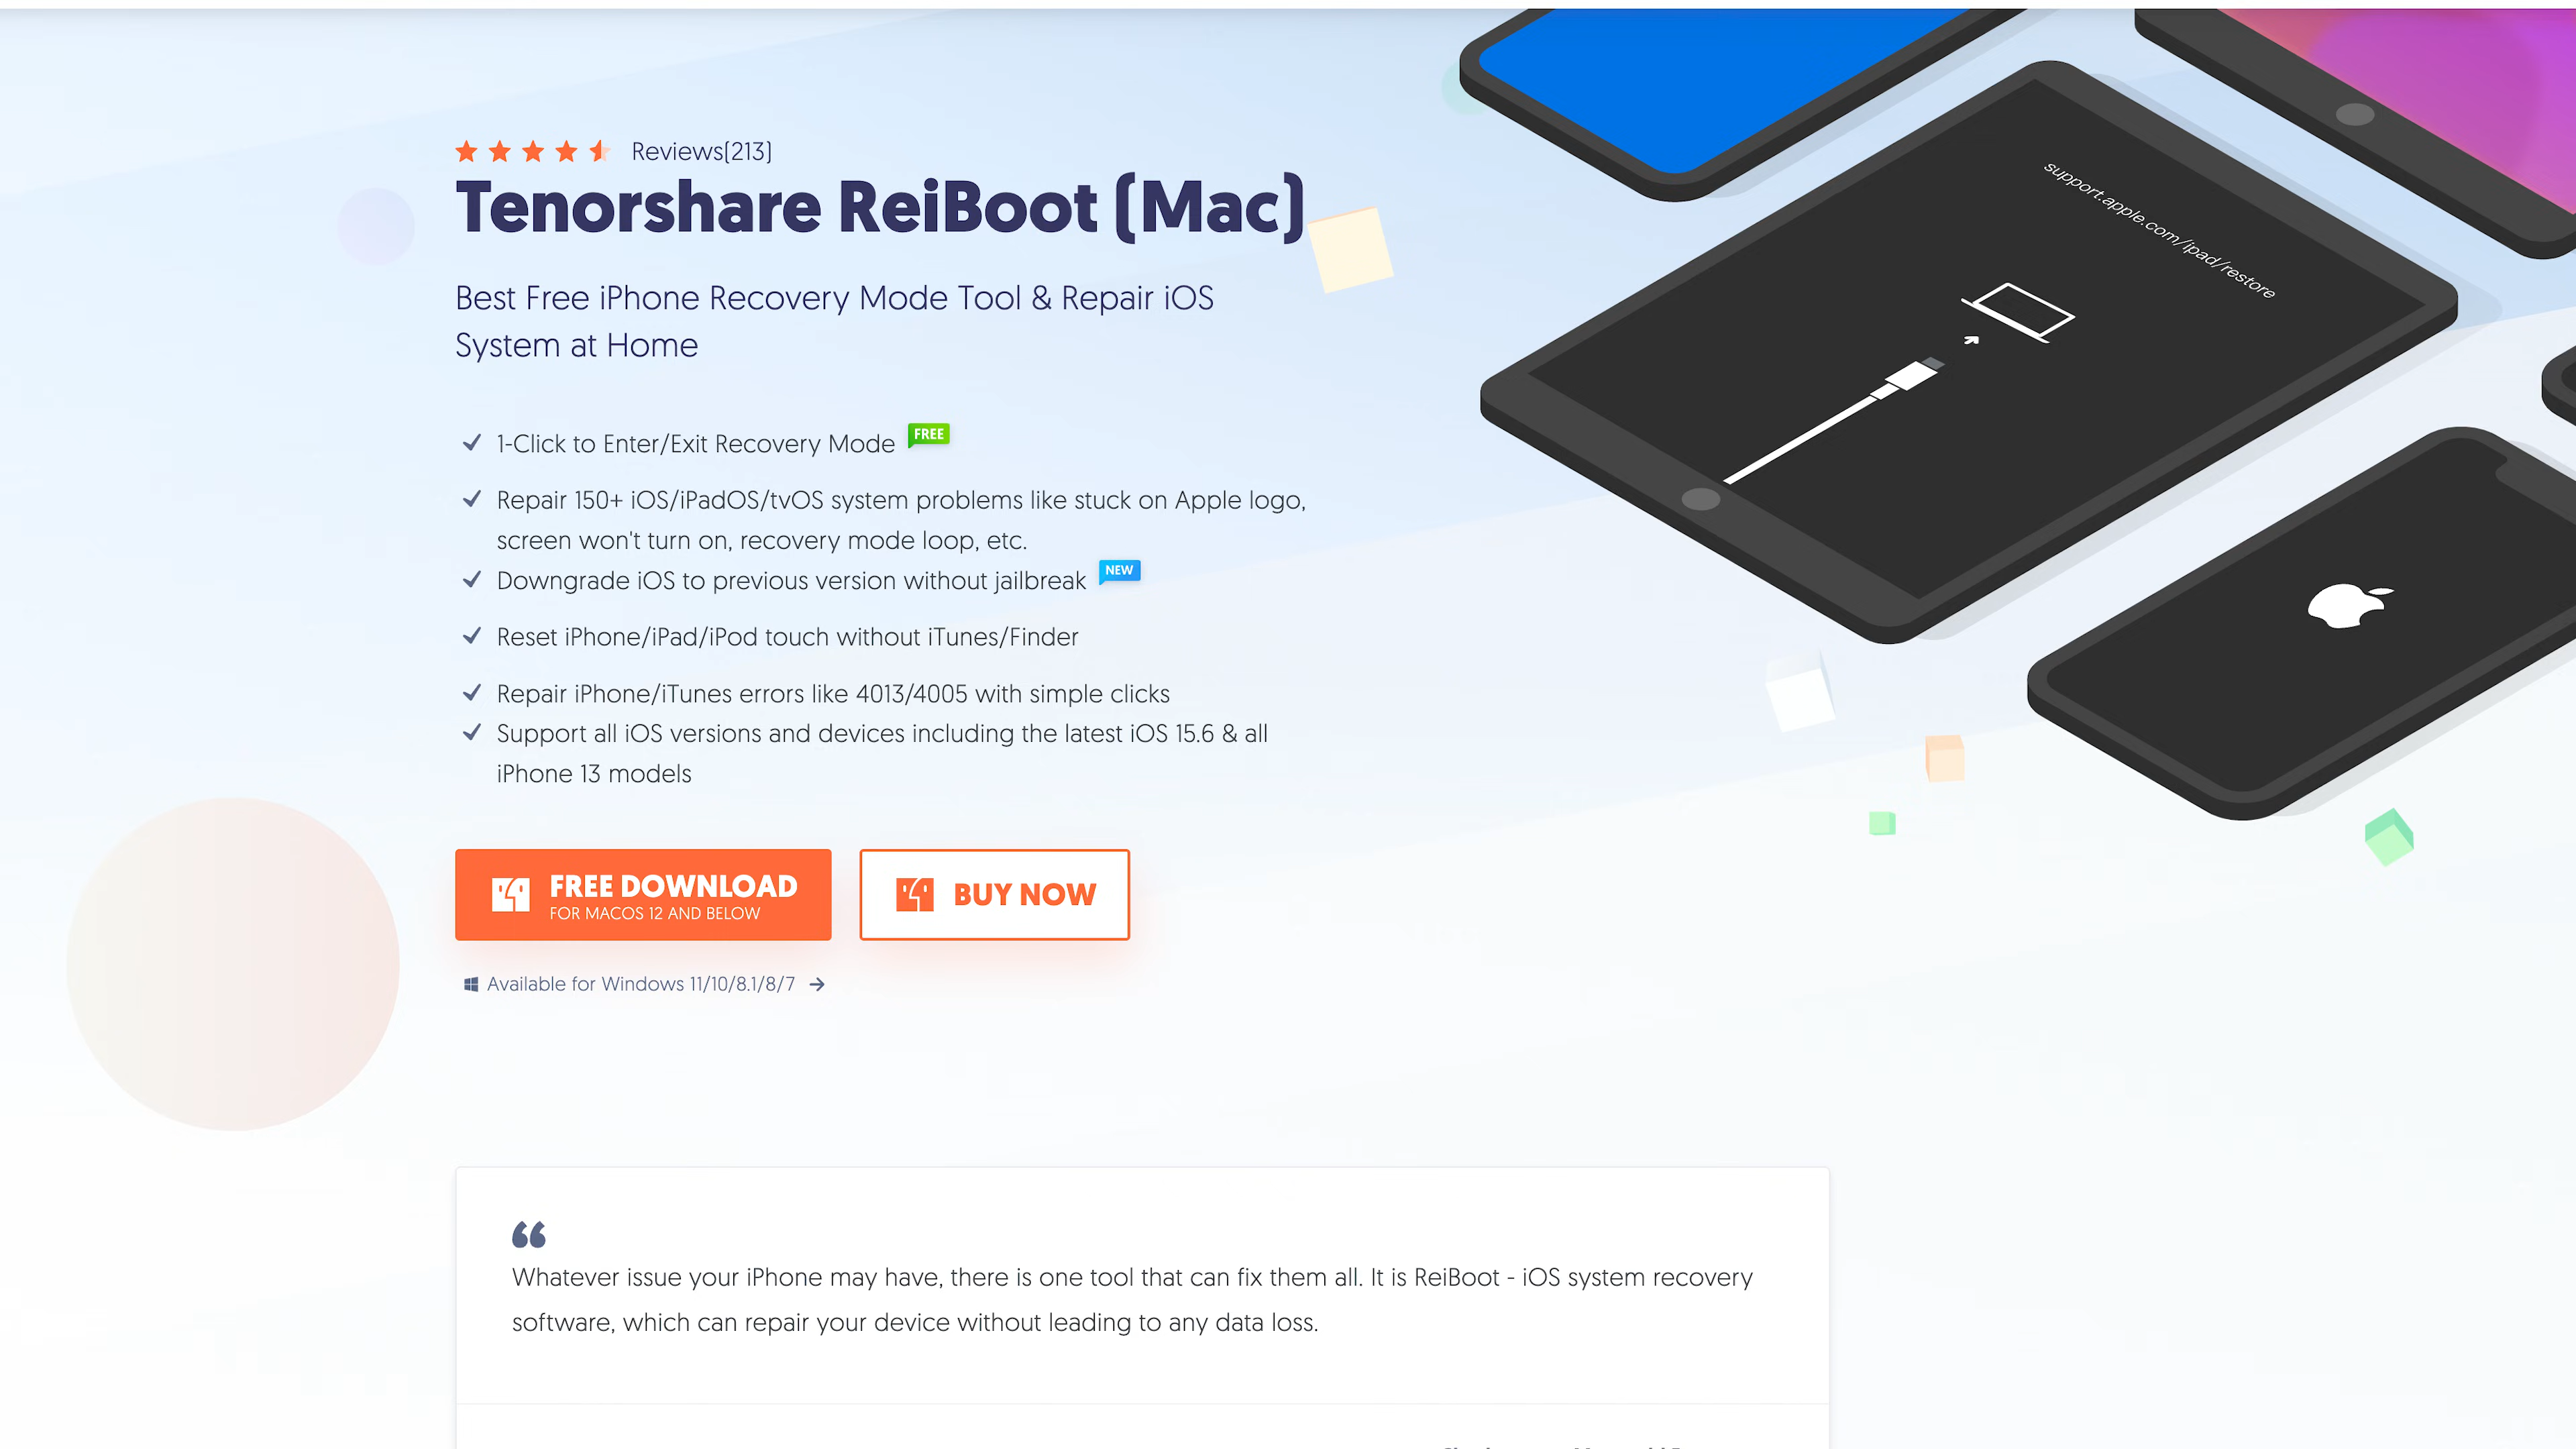 Reviews(213)
Tenorshare ReiBoot (Mac)
Best Free iPhone Recovery Mode Tool & Repair iOS
System at Home
1-Click to Enter/Exit Recovery Mode FREE
Repair 150+ iOS/iPadOS/tvOS system problems like stuck on Apple logo,
screen won't turn on, recovery mode loop, etc.
Downgrade iOS to previous version without jailbreak NEW
Reset iPhone/iPad/iPod touch without iTunes/Finder
Repair iPhone/iTunes errors like 4013/4005 with simple clicks
Support all iOS versions and devices including the latest iOS 15.6 & all
iPhone 13 models
FREE DOWNLOAD
FOR MACOS 12 AND BELOW
BUY NOW
Available for Windows 11/10/8.1/8/7
support.apple.com/ipad/restore
“
Whatever issue your iPhone may have, there is one tool that can fix them all. It is ReiBoot - iOS system recovery
software, which can repair your device without leading to any data loss.